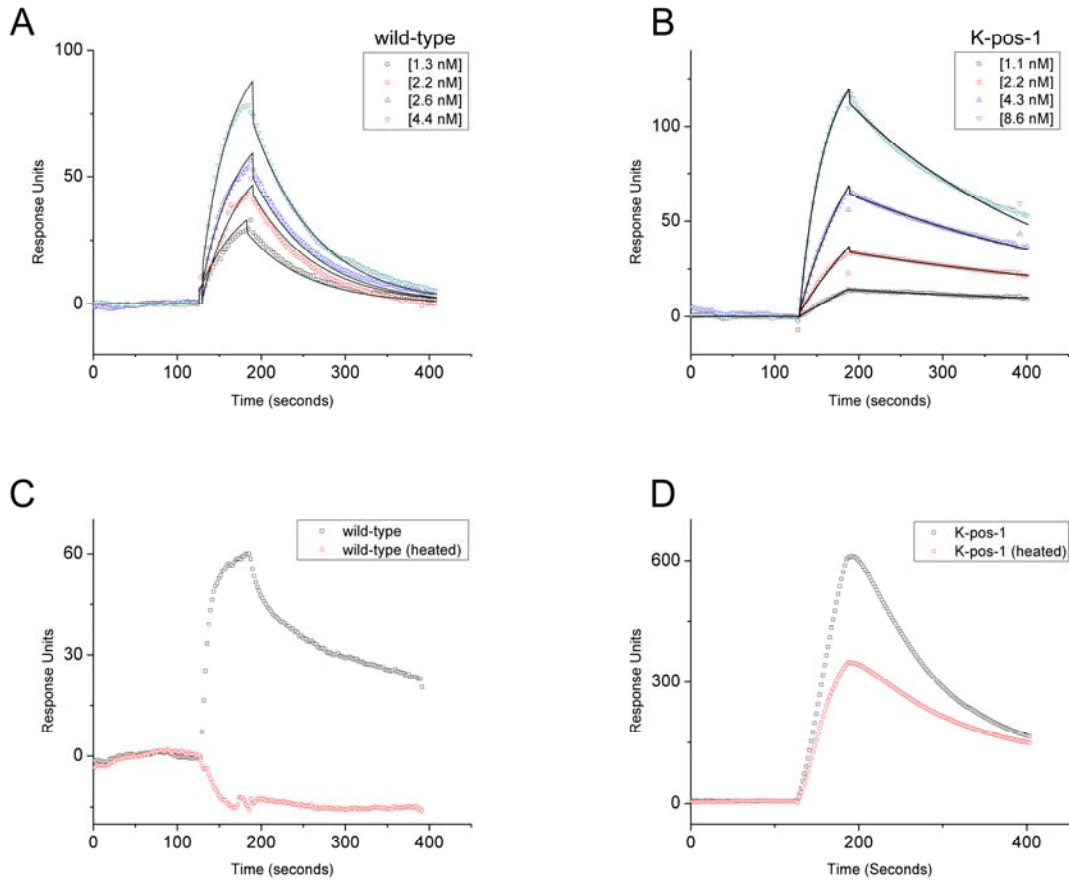 A
wild-type
[1.3 nM]
[2.2 nM]
[2.6 nM]
[4.4 nM]
Response Units
100
50
0
0 100 200 300 400
Time (seconds)
B
K-pos-1
[1.1 nM]
[2.2 nM]
[4.3 nM]
[8.6 nM]
Response Units
100
50
0
0 100 200 300 400
Time (seconds)
C
wild-type
wild-type (heated)
Response Units
60
30
0
0 100 200 300 400
Time (seconds)
D
K-pos-1
K-pos-1 (heated)
Response Units
600
300
0
0 200 400
Time (Seconds)